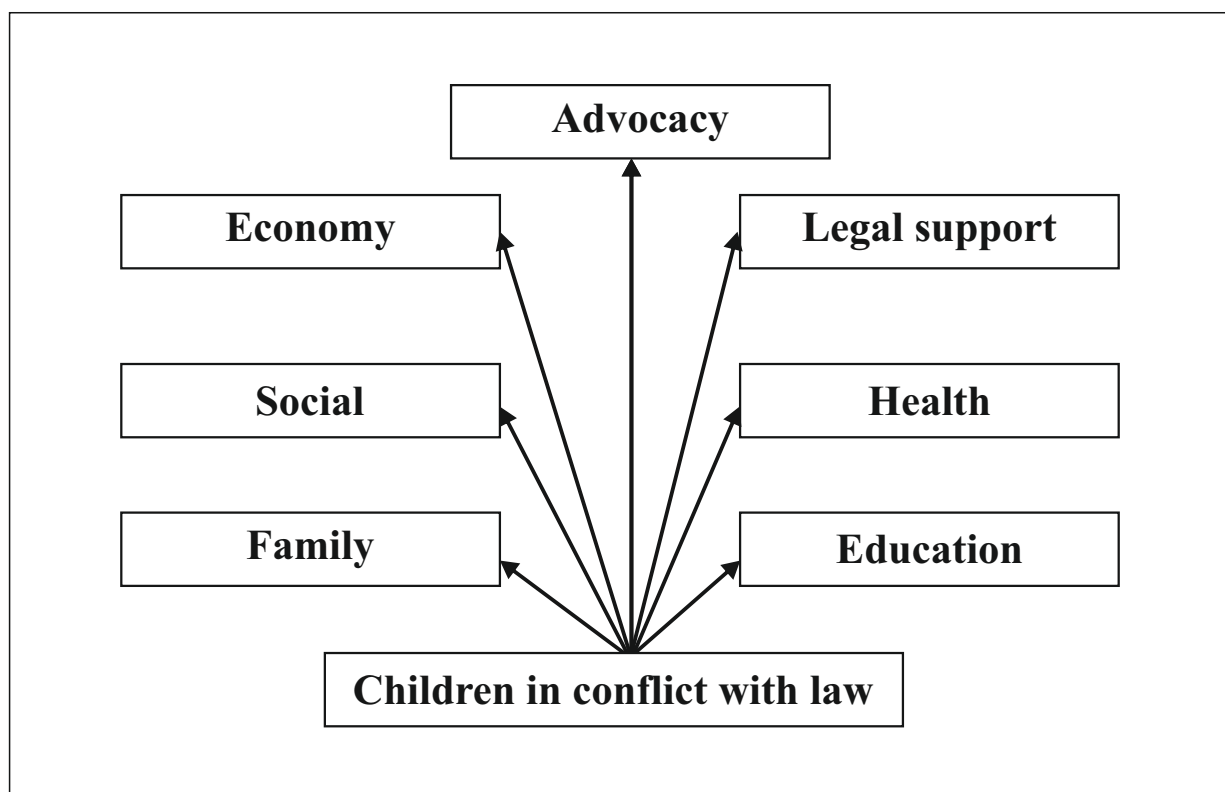 Advocacy
Economy
Legal support
Social
Health
Family
Education
Children in conflict with law